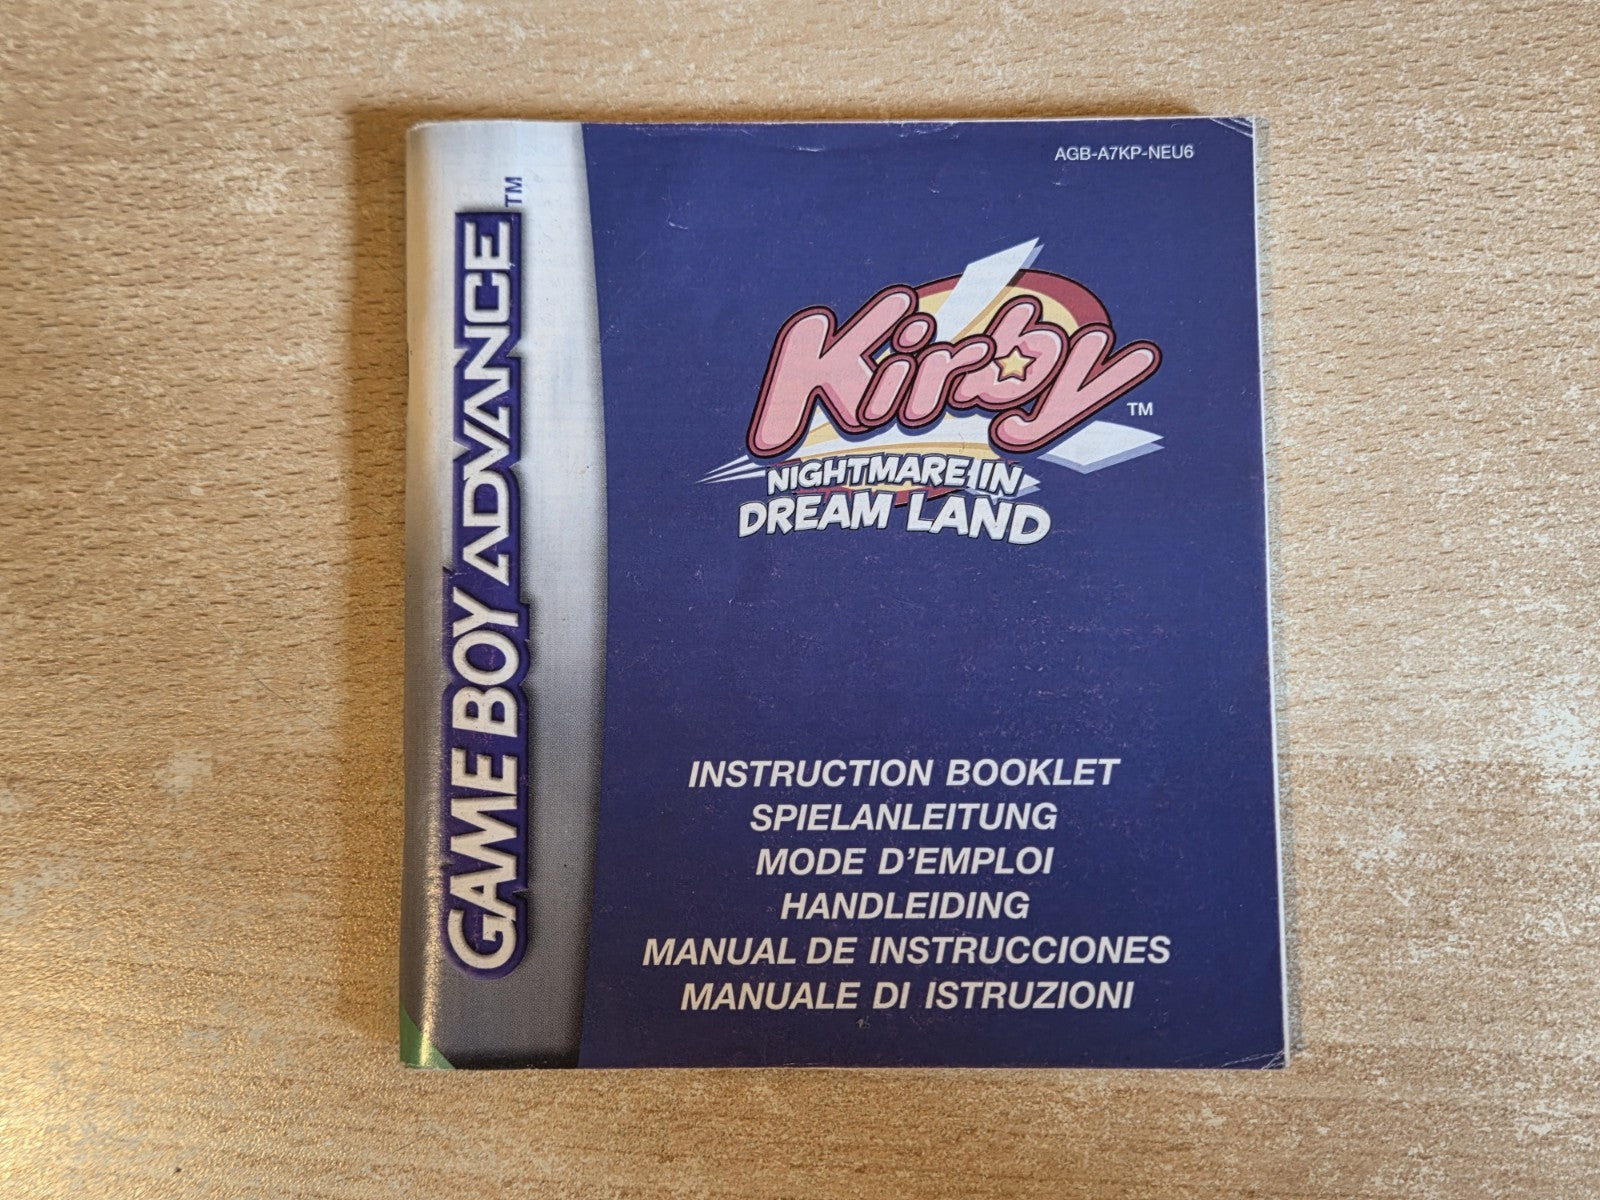 GAME BOY ADVANCE™
AGB-A7KP-NEU6
Kirby™
NIGHTMARE IN
DREAM LAND
INSTRUCTION BOOKLET
SPIELANLEITUNG
MODE D'EMPLOI
HANDLEIDING
MANUAL DE INSTRUCCIONES
MANUALE DI ISTRUZIONI